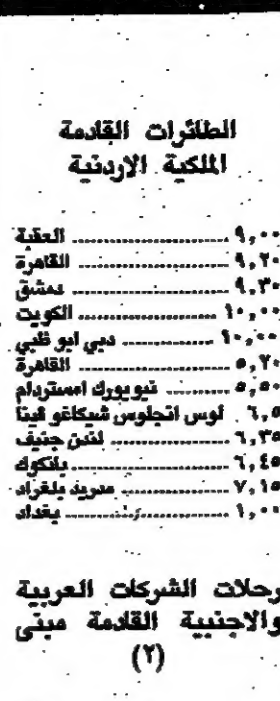 الطائرات القادمة
الملكية الاردنية
٩,٠٠ ........ العقبة
٩,٢٠ ........ القاهرة
٩,٣٠ ........ دمشق
١٠,٠٠ ........ الكويت
١٠,٠٠ ........ دبي ابو ظبي
٥,٢٠ ........ القاهرة
٥,٥٠ ........ نيويورك امستردام
٦,٥ لوس انجلوس شيكاغو فينا
٦,٣٥ ........ لندن جنيف
٦,٤٥ ........ بانكوك
٧,١٥ ........ مدريد بلغراد
١,٠٠ ........ بغداد
رحلات الشركات العربية
والاجنبية القادمة مبنى
(٢)